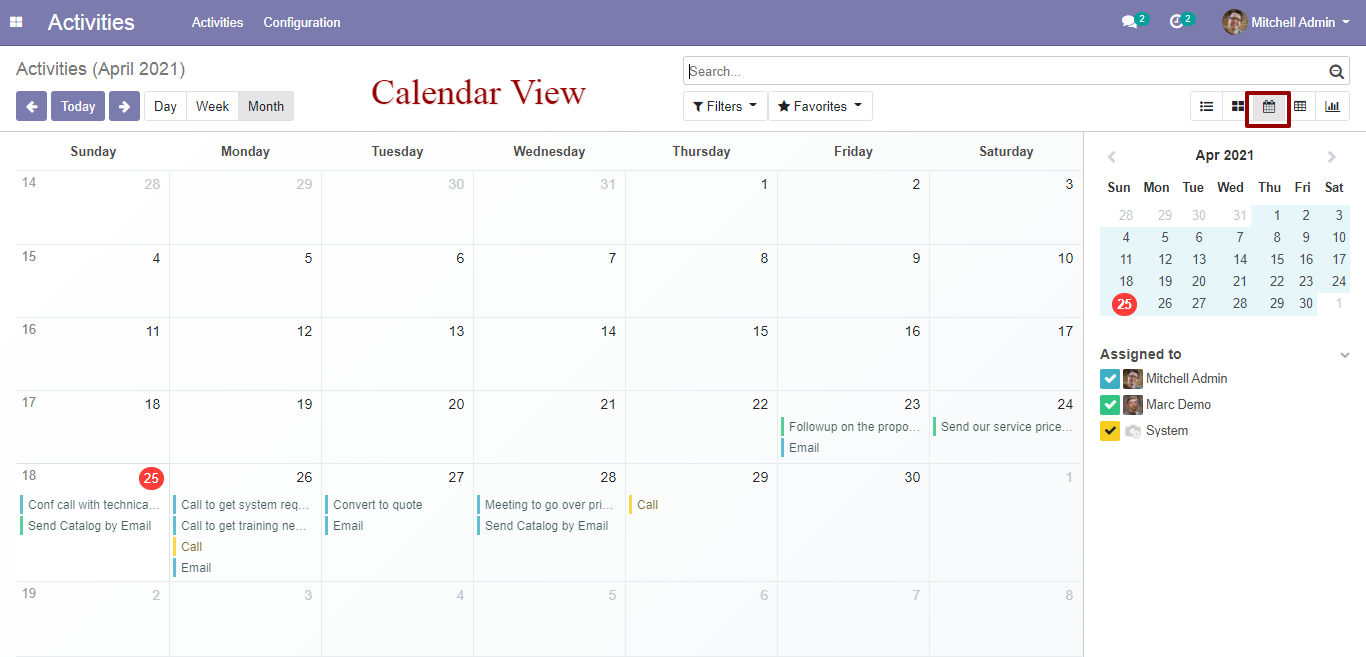 Activities Activities Configuration 2 2 Mitchell Admin
Activities (April 2021)
Calendar View
Search...
Today Day Week Month
Filters Favorites
Sunday Monday Tuesday Wednesday Thursday Friday Saturday
14 28 29 30 31 1 2 3
15 4 5 6 7 8 9 10
16 11 12 13 14 15 16 17
17 18 19 20 21 22 23 24
Followup on the propo... Send our service price...
Email
18 25 26 27 28 29 30 1
Conf call with technica... Call to get system req... Convert to quote Meeting to go over pri... Call
Send Catalog by Email Call to get training ne... Email Send Catalog by Email
Call
Email
19 2 3 4 5 6 7 8
Apr 2021
Sun Mon Tue Wed Thu Fri Sat
28 29 30 31 1 2 3
4 5 6 7 8 9 10
11 12 13 14 15 16 17
18 19 20 21 22 23 24
25 26 27 28 29 30 1
Assigned to
Mitchell Admin
Marc Demo
System